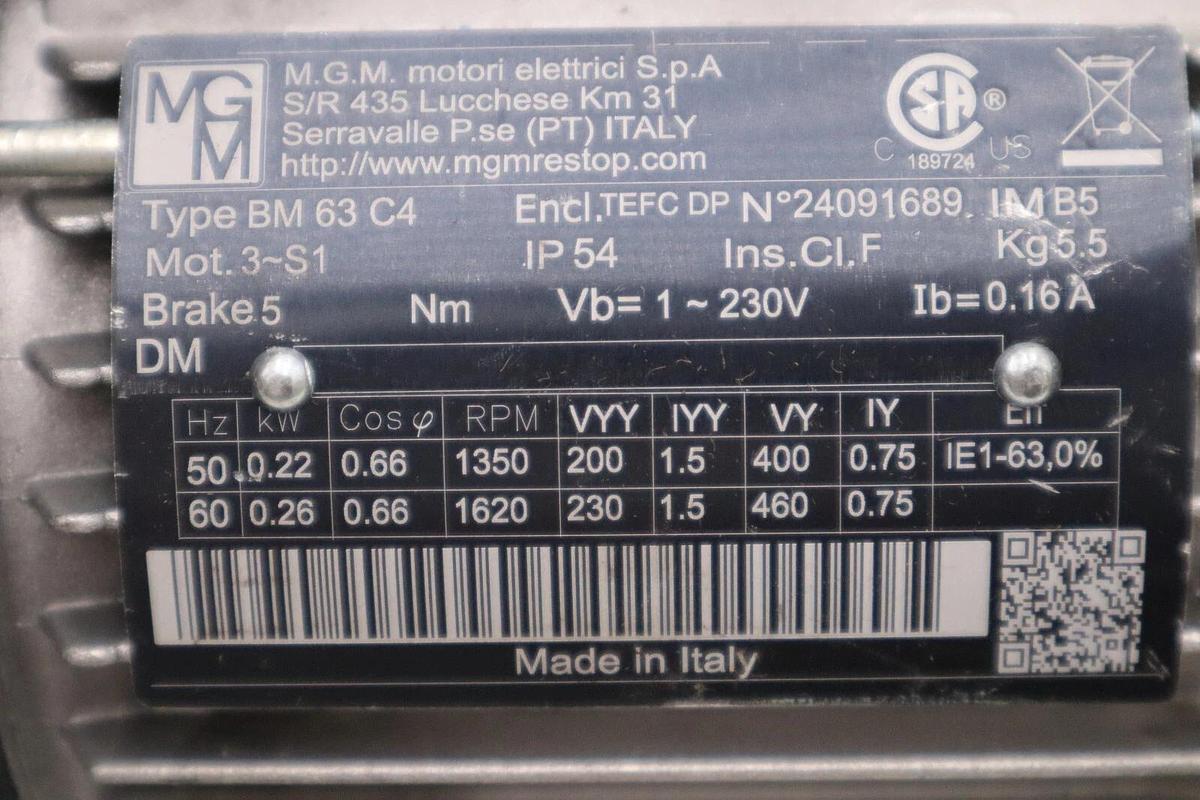 MGM
M.G.M. motori elettrici S.p.A
S/R 435 Lucchese Km 31
Serravalle P.se (PT) ITALY
http://www.mgmrestop.com
CSA ®
C 189724 US
Type BM 63 C4 Encl.TEFC DP N°24091689 IM B5
Mot. 3~S1 IP 54 Ins.Cl.F Kg 5.5
Brake 5 Nm Vb= 1 ~ 230V Ib=0.16 A
DM
Hz kW Cos φ RPM VYY IYY VY IY Eff
50 0.22 0.66 1350 200 1.5 400 0.75 IE1-63,0%
60 0.26 0.66 1620 230 1.5 460 0.75
Made in Italy